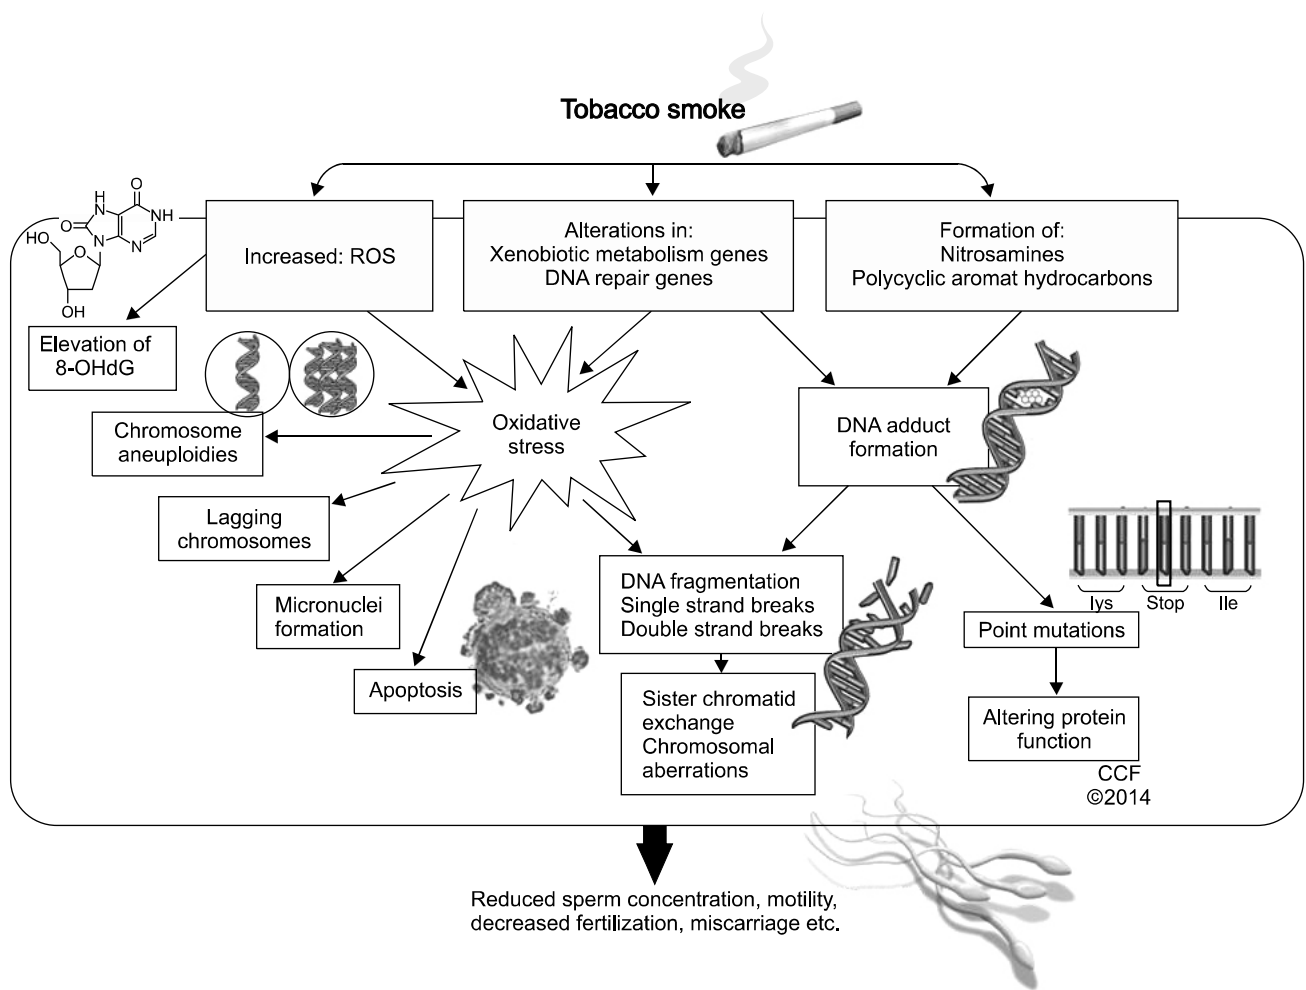 Tobacco smoke
Increased: ROS
Alterations in:
Xenobiotic metabolism genes
DNA repair genes
Formation of:
Nitrosamines
Polycyclic aromat hydrocarbons
O
H
N
NH
O
N
N
HO
O
OH
Elevation of
8-OHdG
Chromosome
aneuploidies
Oxidative
stress
DNA adduct
formation
Lagging
chromosomes
Micronuclei
formation
Apoptosis
DNA fragmentation
Single strand breaks
Double strand breaks
lys
Stop
Ile
Point mutations
Sister chromatid
exchange
Chromosomal
aberrations
Altering protein
function
CCF
©2014
Reduced sperm concentration, motility,
decreased fertilization, miscarriage etc.